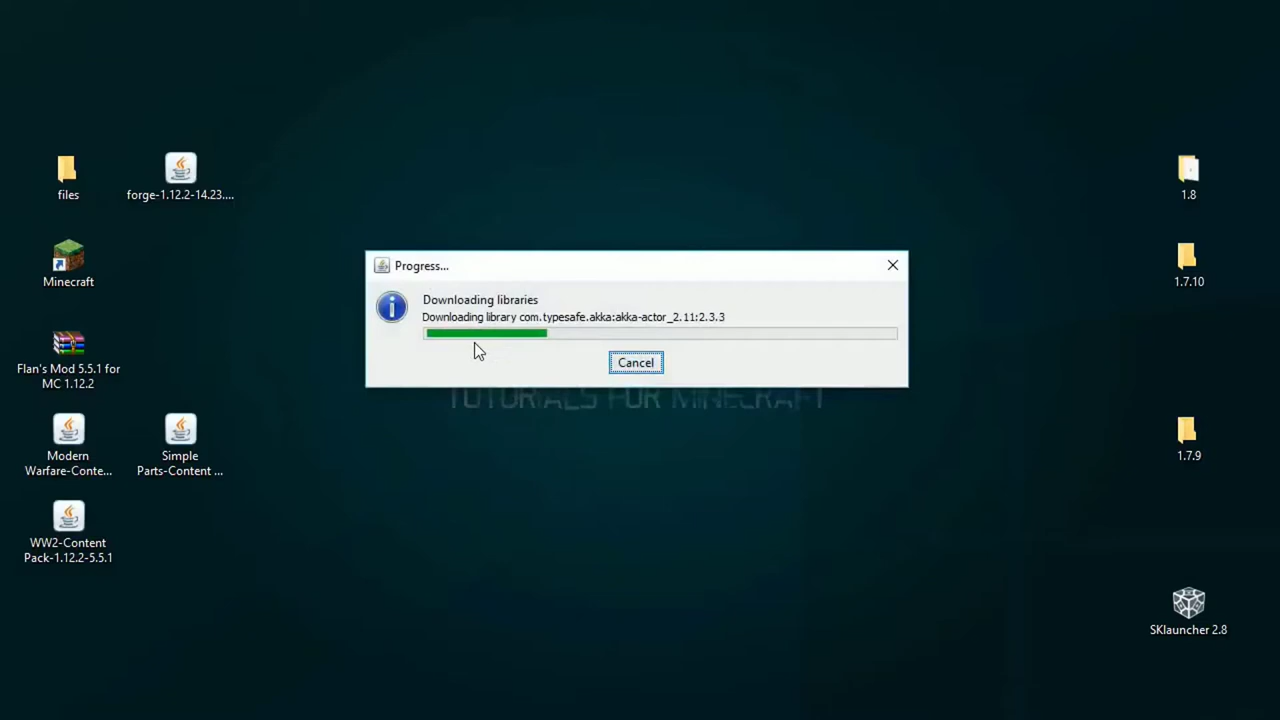 files
forge-1.12.2-14.23....
1.8
Minecraft
1.7.10
Progress...
Downloading libraries
Downloading library com.typesafe.akka:akka-actor_2.11:2.3.3
Cancel
TUTORIALS FOR MINECRAFT
Flan's Mod 5.5.1 for
MC 1.12.2
Modern
Warfare-Conte...
Simple
Parts-Content ...
1.7.9
WW2-Content
Pack-1.12.2-5.5.1
SKlauncher 2.8